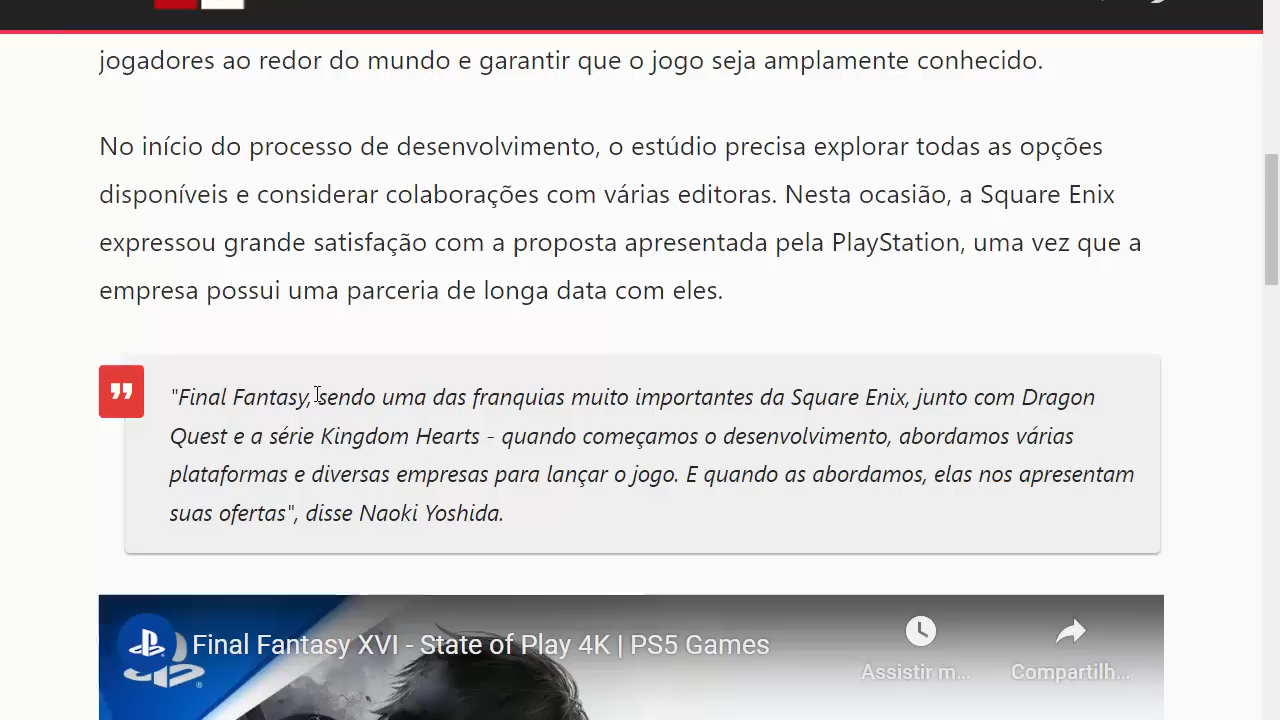 jogadores ao redor do mundo e garantir que o jogo seja amplamente conhecido.
No início do processo de desenvolvimento, o estúdio precisa explorar todas as opções
disponíveis e considerar colaborações com várias editoras. Nesta ocasião, a Square Enix
expressou grande satisfação com a proposta apresentada pela PlayStation, uma vez que a
empresa possui uma parceria de longa data com eles.
"Final Fantasy, sendo uma das franquias muito importantes da Square Enix, junto com Dragon
Quest e a série Kingdom Hearts - quando começamos o desenvolvimento, abordamos várias
plataformas e diversas empresas para lançar o jogo. E quando as abordamos, elas nos apresentam
suas ofertas", disse Naoki Yoshida.
Final Fantasy XVI - State of Play 4K | PS5 Games
Assistir m...
Compartilh...